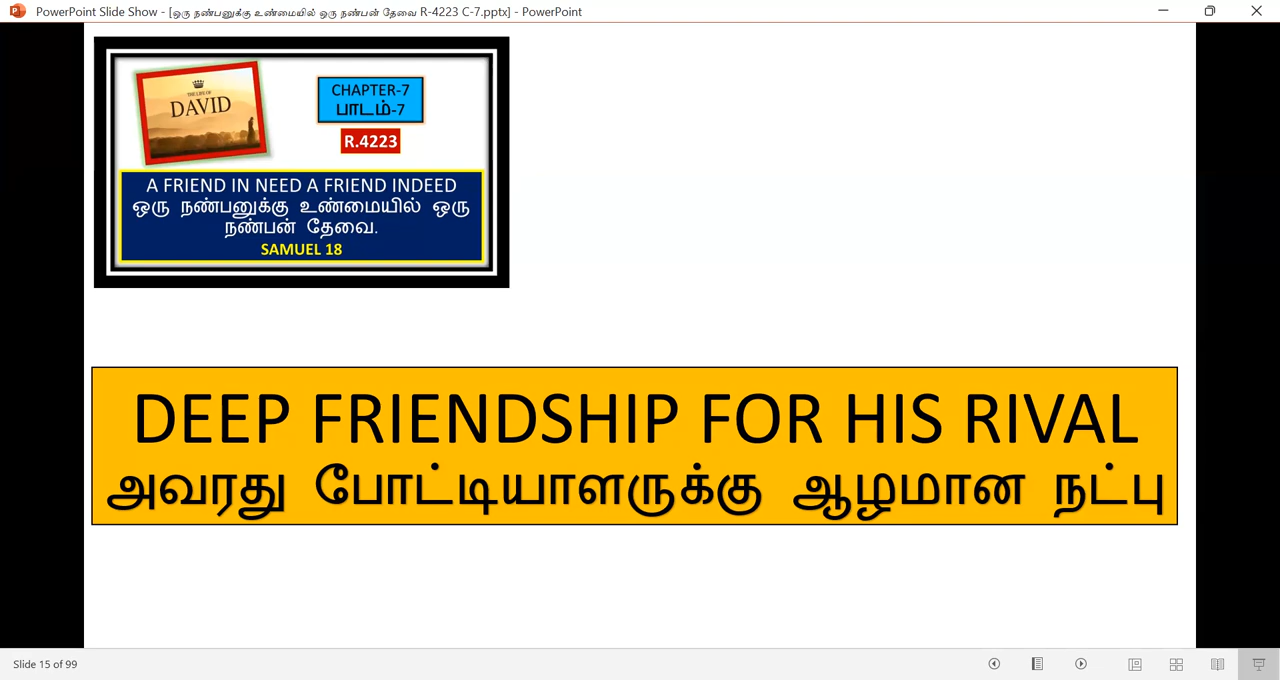 PowerPoint Slide Show - [ஒரு நண்பனுக்கு உண்மையில் ஒரு நண்பன் தேவை R-4223 C-7.pptx] - PowerPoint
THE LIFE OF
DAVID
CHAPTER-7
பாடம்-7
R.4223
A FRIEND IN NEED A FRIEND INDEED
ஒரு நண்பனுக்கு உண்மையில் ஒரு
நண்பன் தேவை.
SAMUEL 18
DEEP FRIENDSHIP FOR HIS RIVAL
அவரது போட்டியாளருக்கு ஆழமான நட்பு
Slide 15 of 99